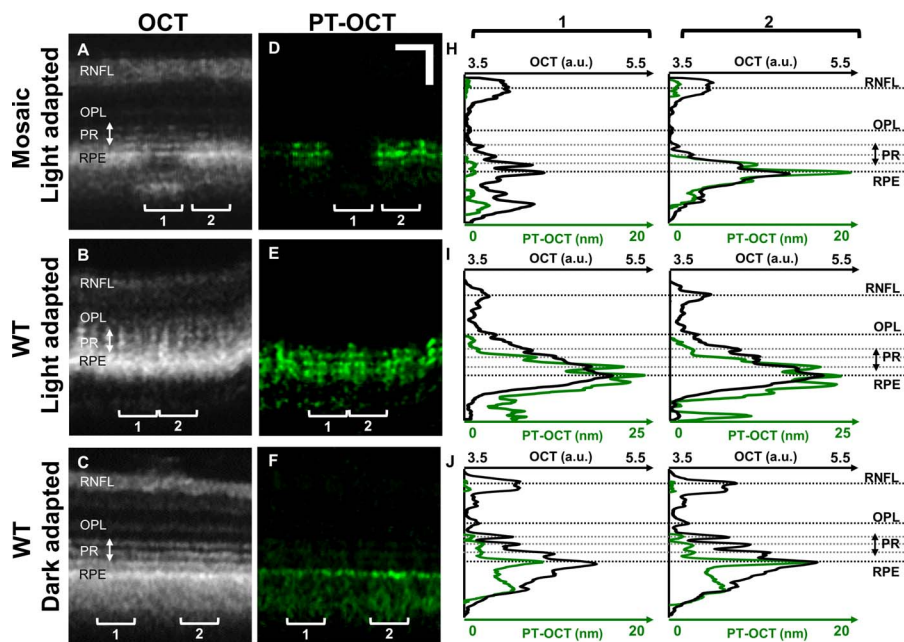 OCT PT-OCT 1 2
Mosaic
Light adapted
A D H
3.5 OCT (a.u.) 5.5 3.5 OCT (a.u.) 5.5
RNFL RNFL
OPL OPL
PR PR
RPE RPE
1 2 1 2
0 PT-OCT (nm) 20 0 PT-OCT (nm) 20
WT
Light adapted
B E I
3.5 OCT (a.u.) 5.5 3.5 OCT (a.u.) 5.5
RNFL RNFL
OPL OPL
PR PR
RPE RPE
1 2 1 2
0 PT-OCT (nm) 25 0 PT-OCT (nm) 25
WT
Dark adapted
C F J
3.5 OCT (a.u.) 5.5 3.5 OCT (a.u.) 5.5
RNFL RNFL
OPL OPL
PR PR
RPE RPE
1 2 1 2
0 PT-OCT (nm) 20 0 PT-OCT (nm) 20